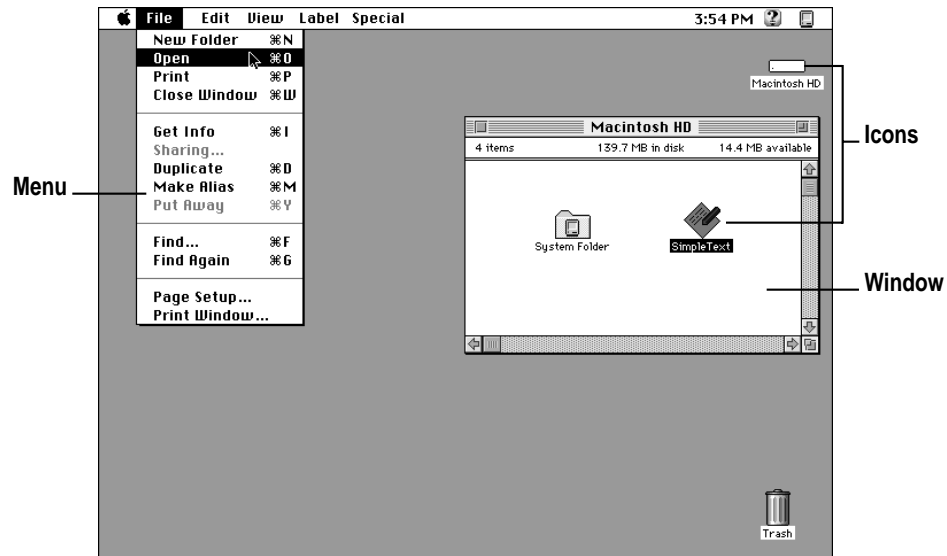 File Edit View Label Special 3:54 PM
New Folder ⌘N
Open ⌘O
Print ⌘P
Close Window ⌘W
Get Info ⌘I
Sharing...
Duplicate ⌘D
Make Alias ⌘M
Put Away ⌘Y
Find... ⌘F
Find Again ⌘G
Page Setup...
Print Window...
Menu
Macintosh HD
Icons
Macintosh HD
4 items 139.7 MB in disk 14.4 MB available
System Folder
SimpleText
Window
Trash